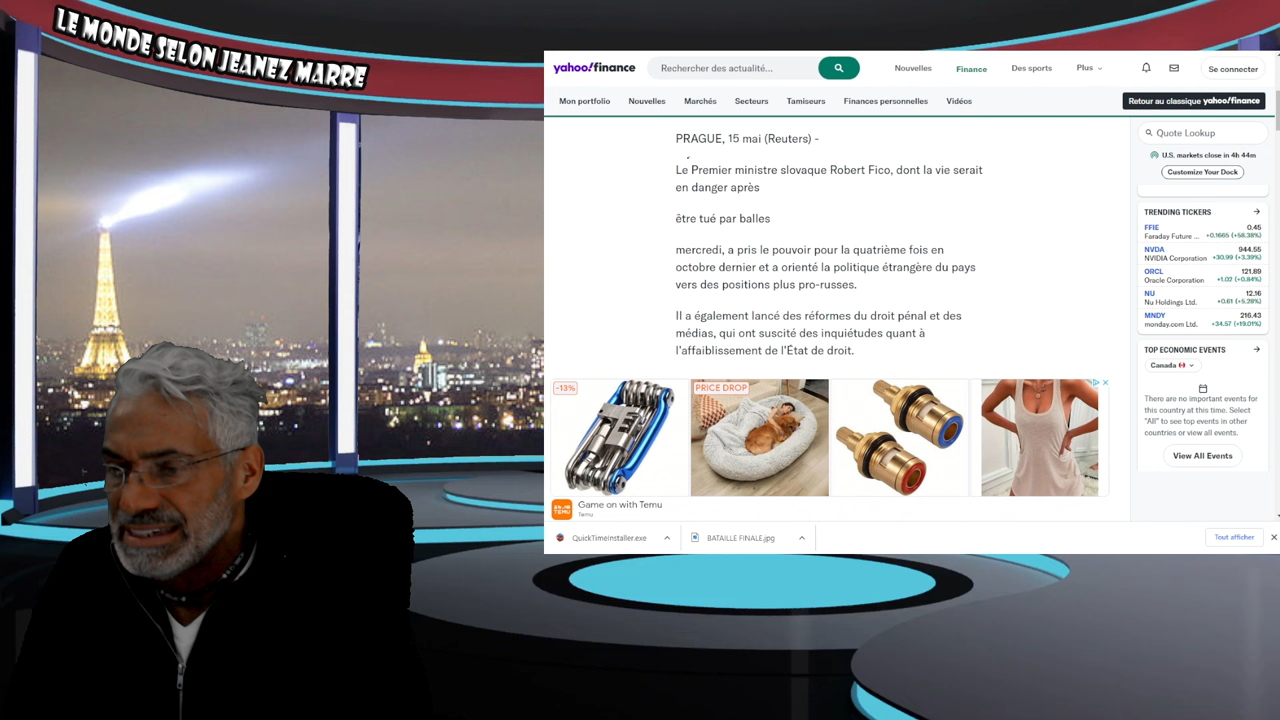 LE MONDE SELON JEANEZ MARRE
yahoo!finance
Rechercher des actualité...
Nouvelles
Finance
Des sports
Plus
Se connecter
Mon portfolio
Nouvelles
Marchés
Secteurs
Tamiseurs
Finances personnelles
Vidéos
Retour au classique yahoo!finance
PRAGUE, 15 mai (Reuters) -
Le Premier ministre slovaque Robert Fico, dont la vie serait
en danger après
être tué par balles
mercredi, a pris le pouvoir pour la quatrième fois en
octobre dernier et a orienté la politique étrangère du pays
vers des positions plus pro-russes.
Il a également lancé des réformes du droit pénal et des
médias, qui ont suscité des inquiétudes quant à
l'affaiblissement de l'État de droit.
-13%
PRICE DROP
TEMU
Game on with Temu
Temu
Quote Lookup
U.S. markets close in 4h 44m
Customize Your Dock
TRENDING TICKERS
FFIE 0.45
Faraday Future ... +0.1665 (+58.38%)
NVDA 944.55
NVIDIA Corporation +30.99 (+3.39%)
ORCL 121.89
Oracle Corporation +1.02 (+0.84%)
NU 12.16
Nu Holdings Ltd. +0.61 (+5.28%)
MNDY 216.43
monday.com Ltd. +34.57 (+19.01%)
TOP ECONOMIC EVENTS
Canada
There are no important events for
this country at this time. Select
"All" to see top events in other
countries or view all events.
View All Events
QuickTimeInstaller.exe
BATAILLE FINALE.jpg
Tout afficher